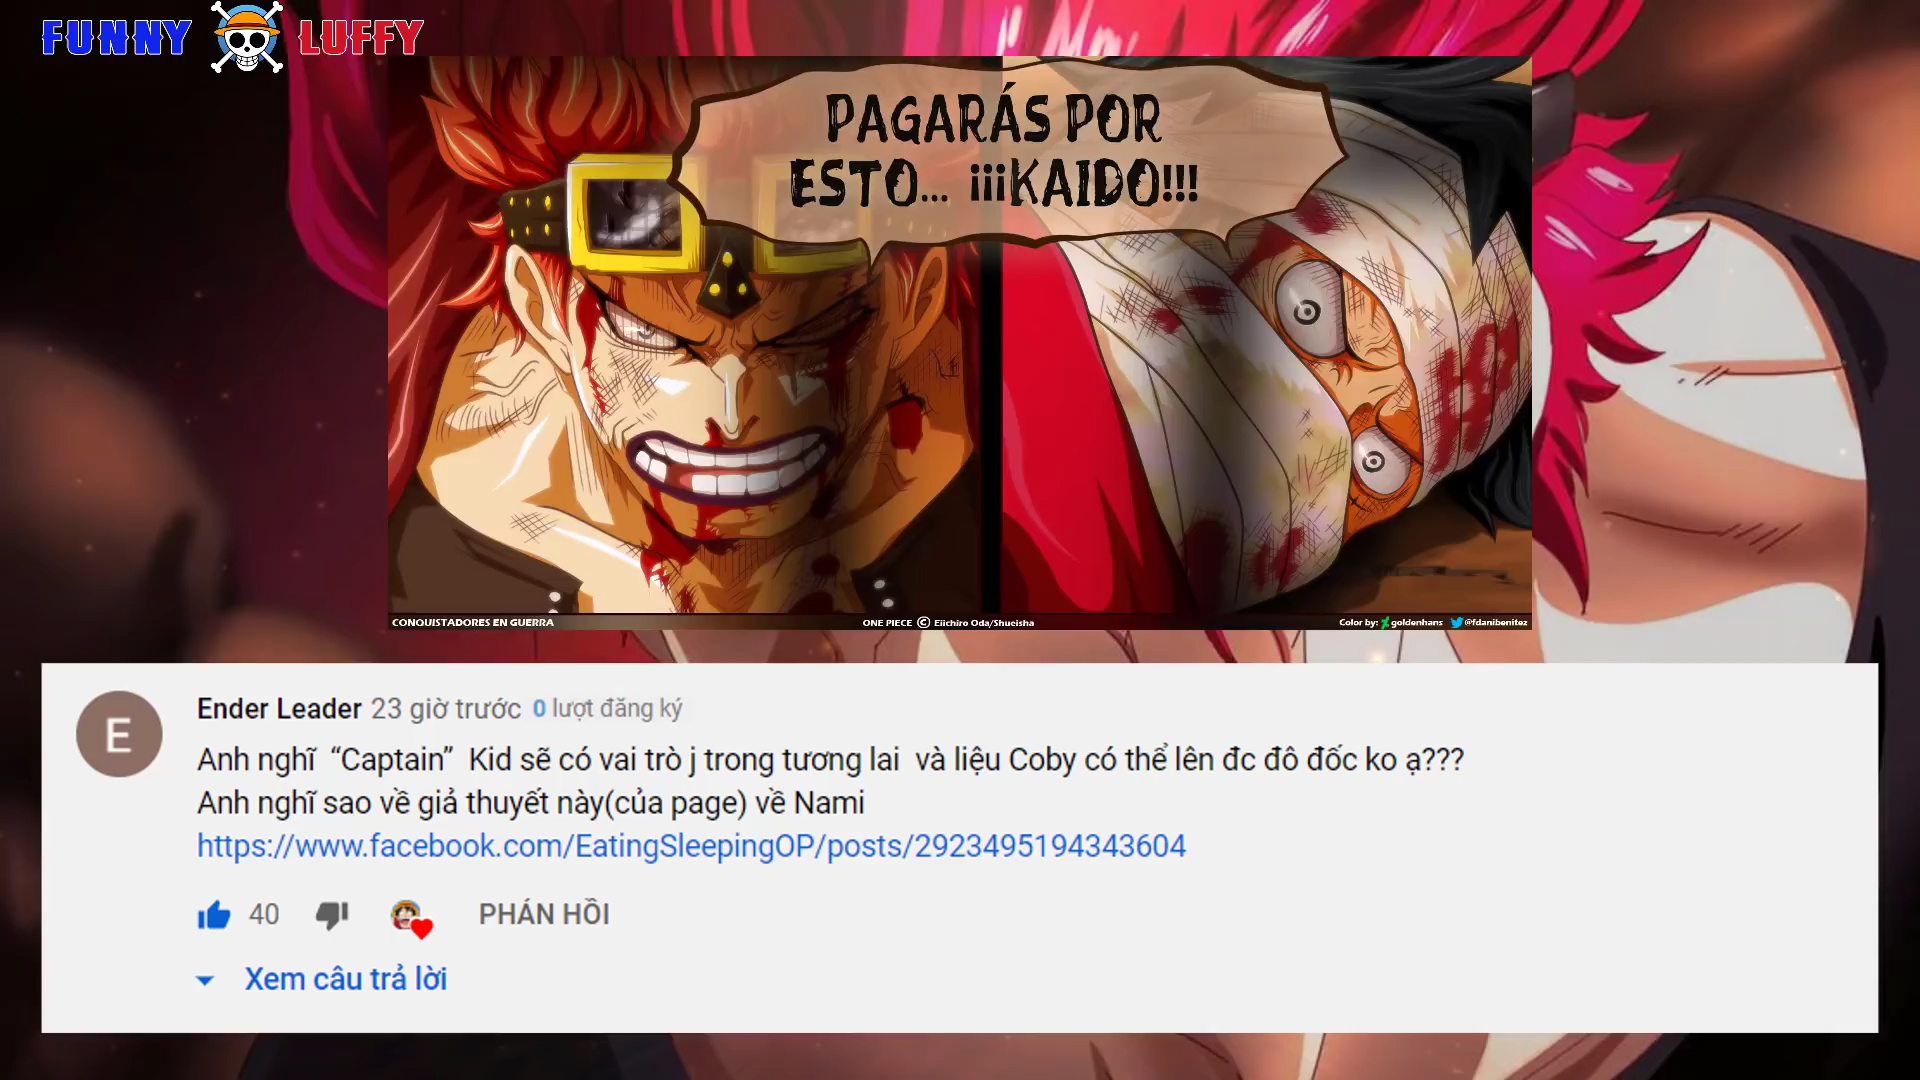 FUNNY LUFFY
PAGARÁS POR
ESTO... ¡¡¡KAIDO!!!
CONQUISTADORES EN GUERRA
ONE PIECE © Eiichiro Oda/Shueisha
Color by: goldenhans @fdanibenitez
E
Ender Leader 23 giờ trước 0 lượt đăng ký
Anh nghĩ “Captain” Kid sẽ có vai trò j trong tương lai và liệu Coby có thể lên đc đô đốc ko ạ???
Anh nghĩ sao về giả thuyết này(của page) về Nami
https://www.facebook.com/EatingSleepingOP/posts/2923495194343604
40 PHẢN HỒI
Xem câu trả lời